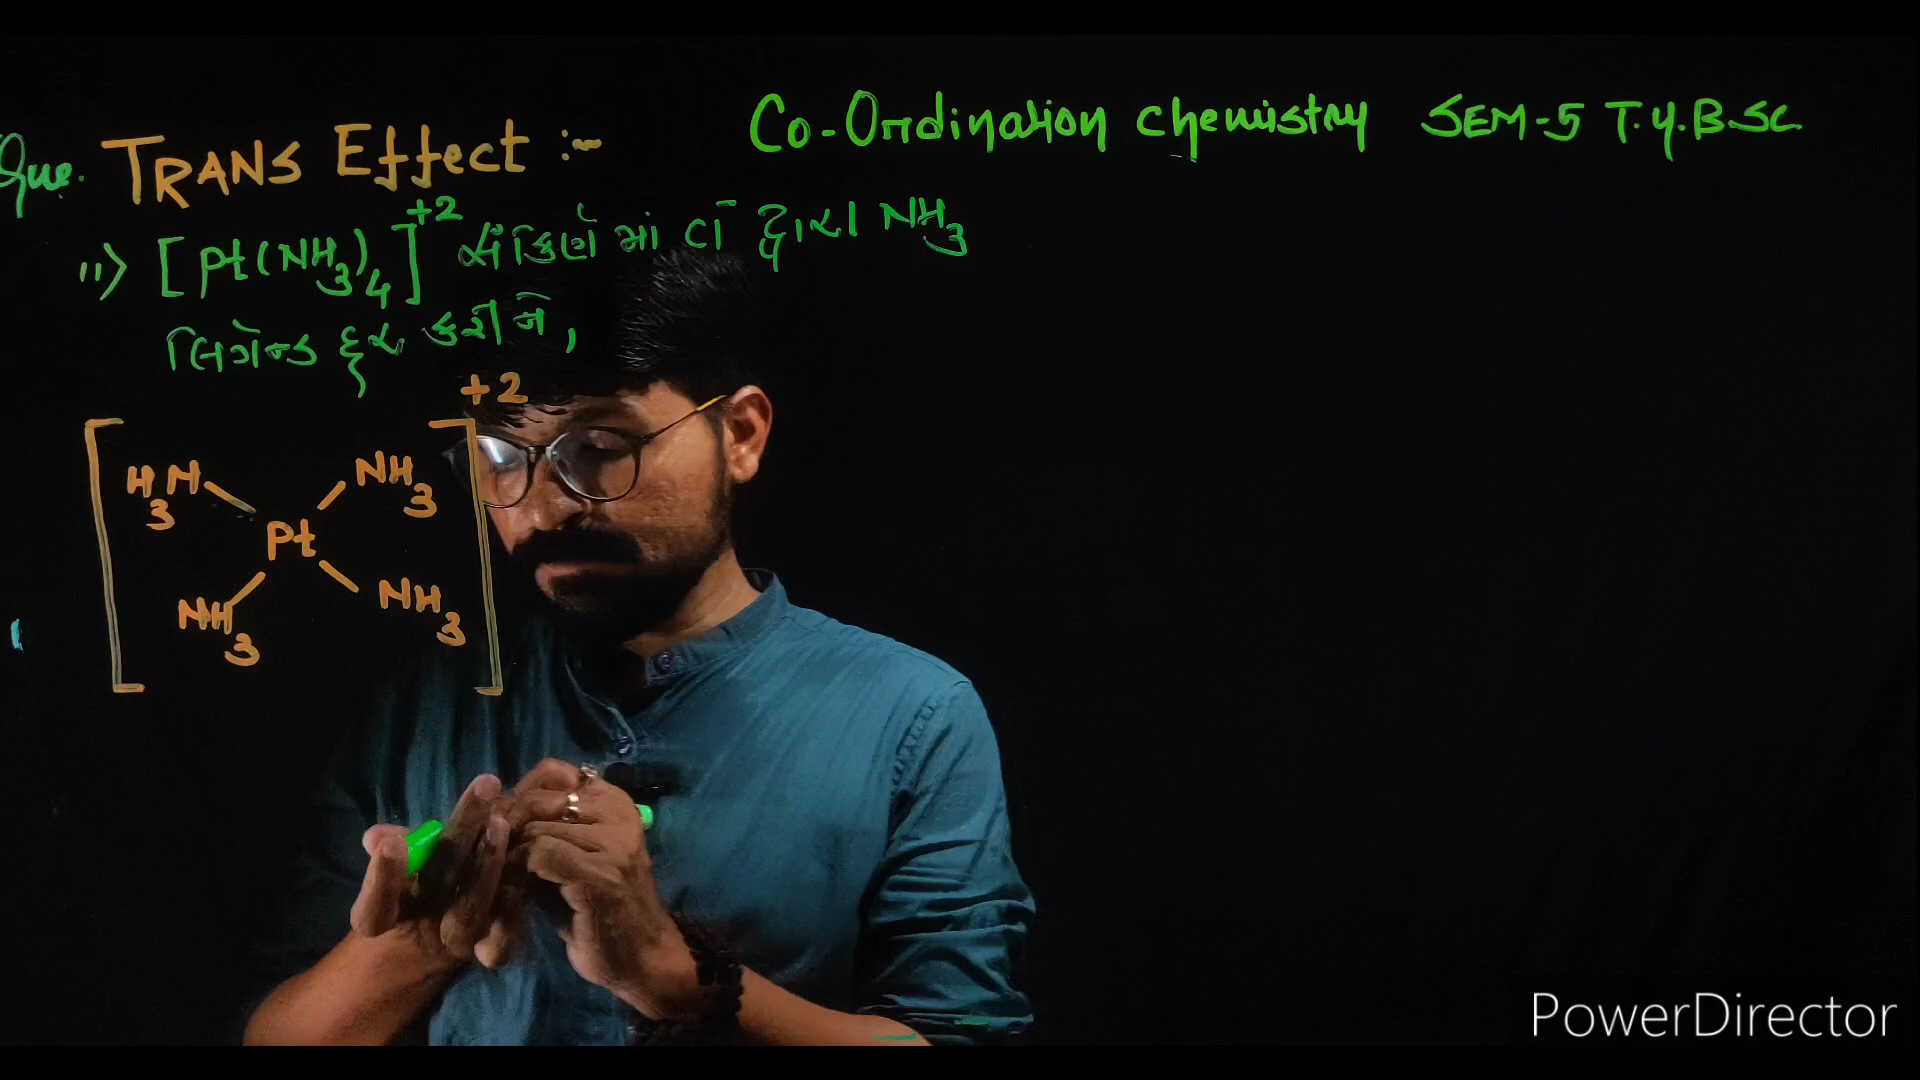 Co-Ordination chemistry SEM-5 T.Y.B.SC
Que. TRANS Effect :-
11) [Pt(NH3)4]+2 સંકિર્ણ માં Cl- દ્વારા NH3
લિગેન્ડ દૂર કરીને,
+2
H3N NH3
Pt
NH3 NH3
PowerDirector